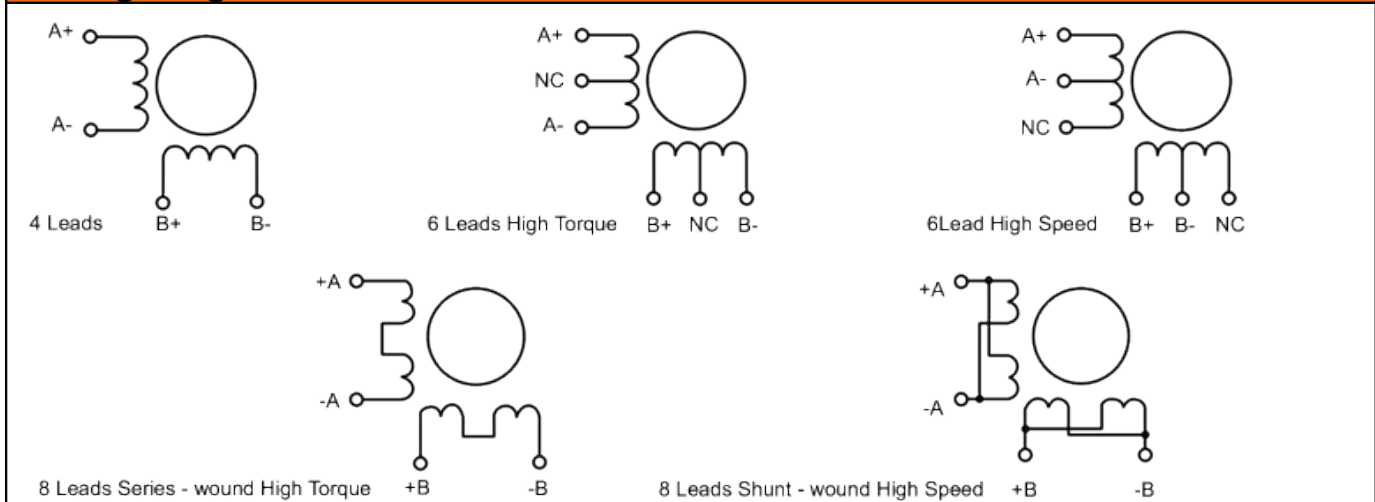 A+
A-
4 Leads
B+
B-
A+
NC
A-
6 Leads High Torque
B+ NC B-
A+
A-
NC
6Lead High Speed
B+ B- NC
+A
-A
8 Leads Series - wound High Torque
+B
-B
+A
-A
8 Leads Shunt - wound High Speed
+B
-B